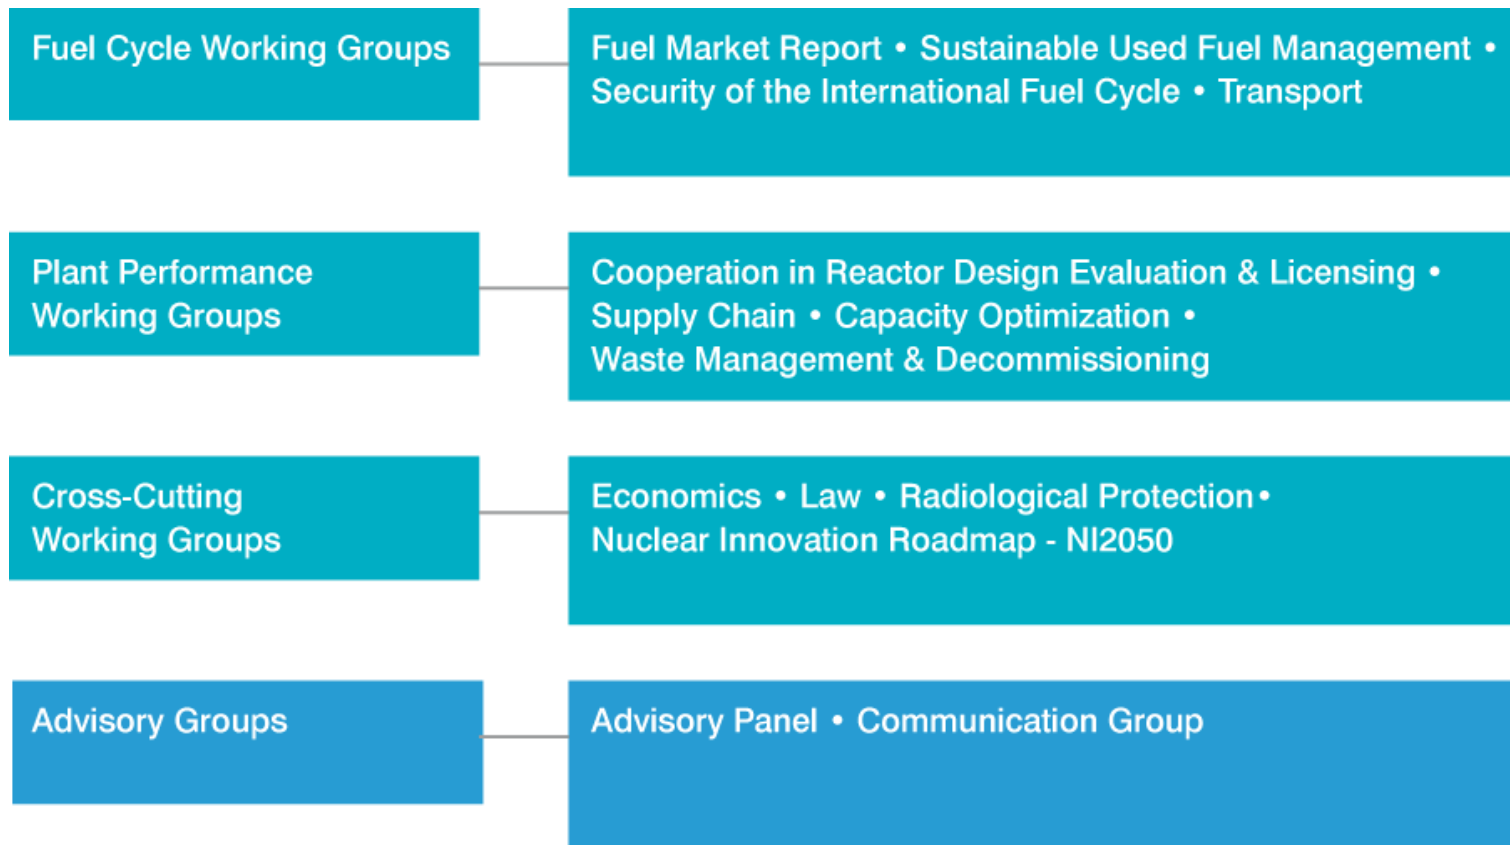 Fuel Cycle Working Groups
Fuel Market Report • Sustainable Used Fuel Management •
Security of the International Fuel Cycle • Transport
Plant Performance
Working Groups
Cooperation in Reactor Design Evaluation & Licensing •
Supply Chain • Capacity Optimization •
Waste Management & Decommissioning
Cross-Cutting
Working Groups
Economics • Law • Radiological Protection•
Nuclear Innovation Roadmap - NI2050
Advisory Groups
Advisory Panel • Communication Group